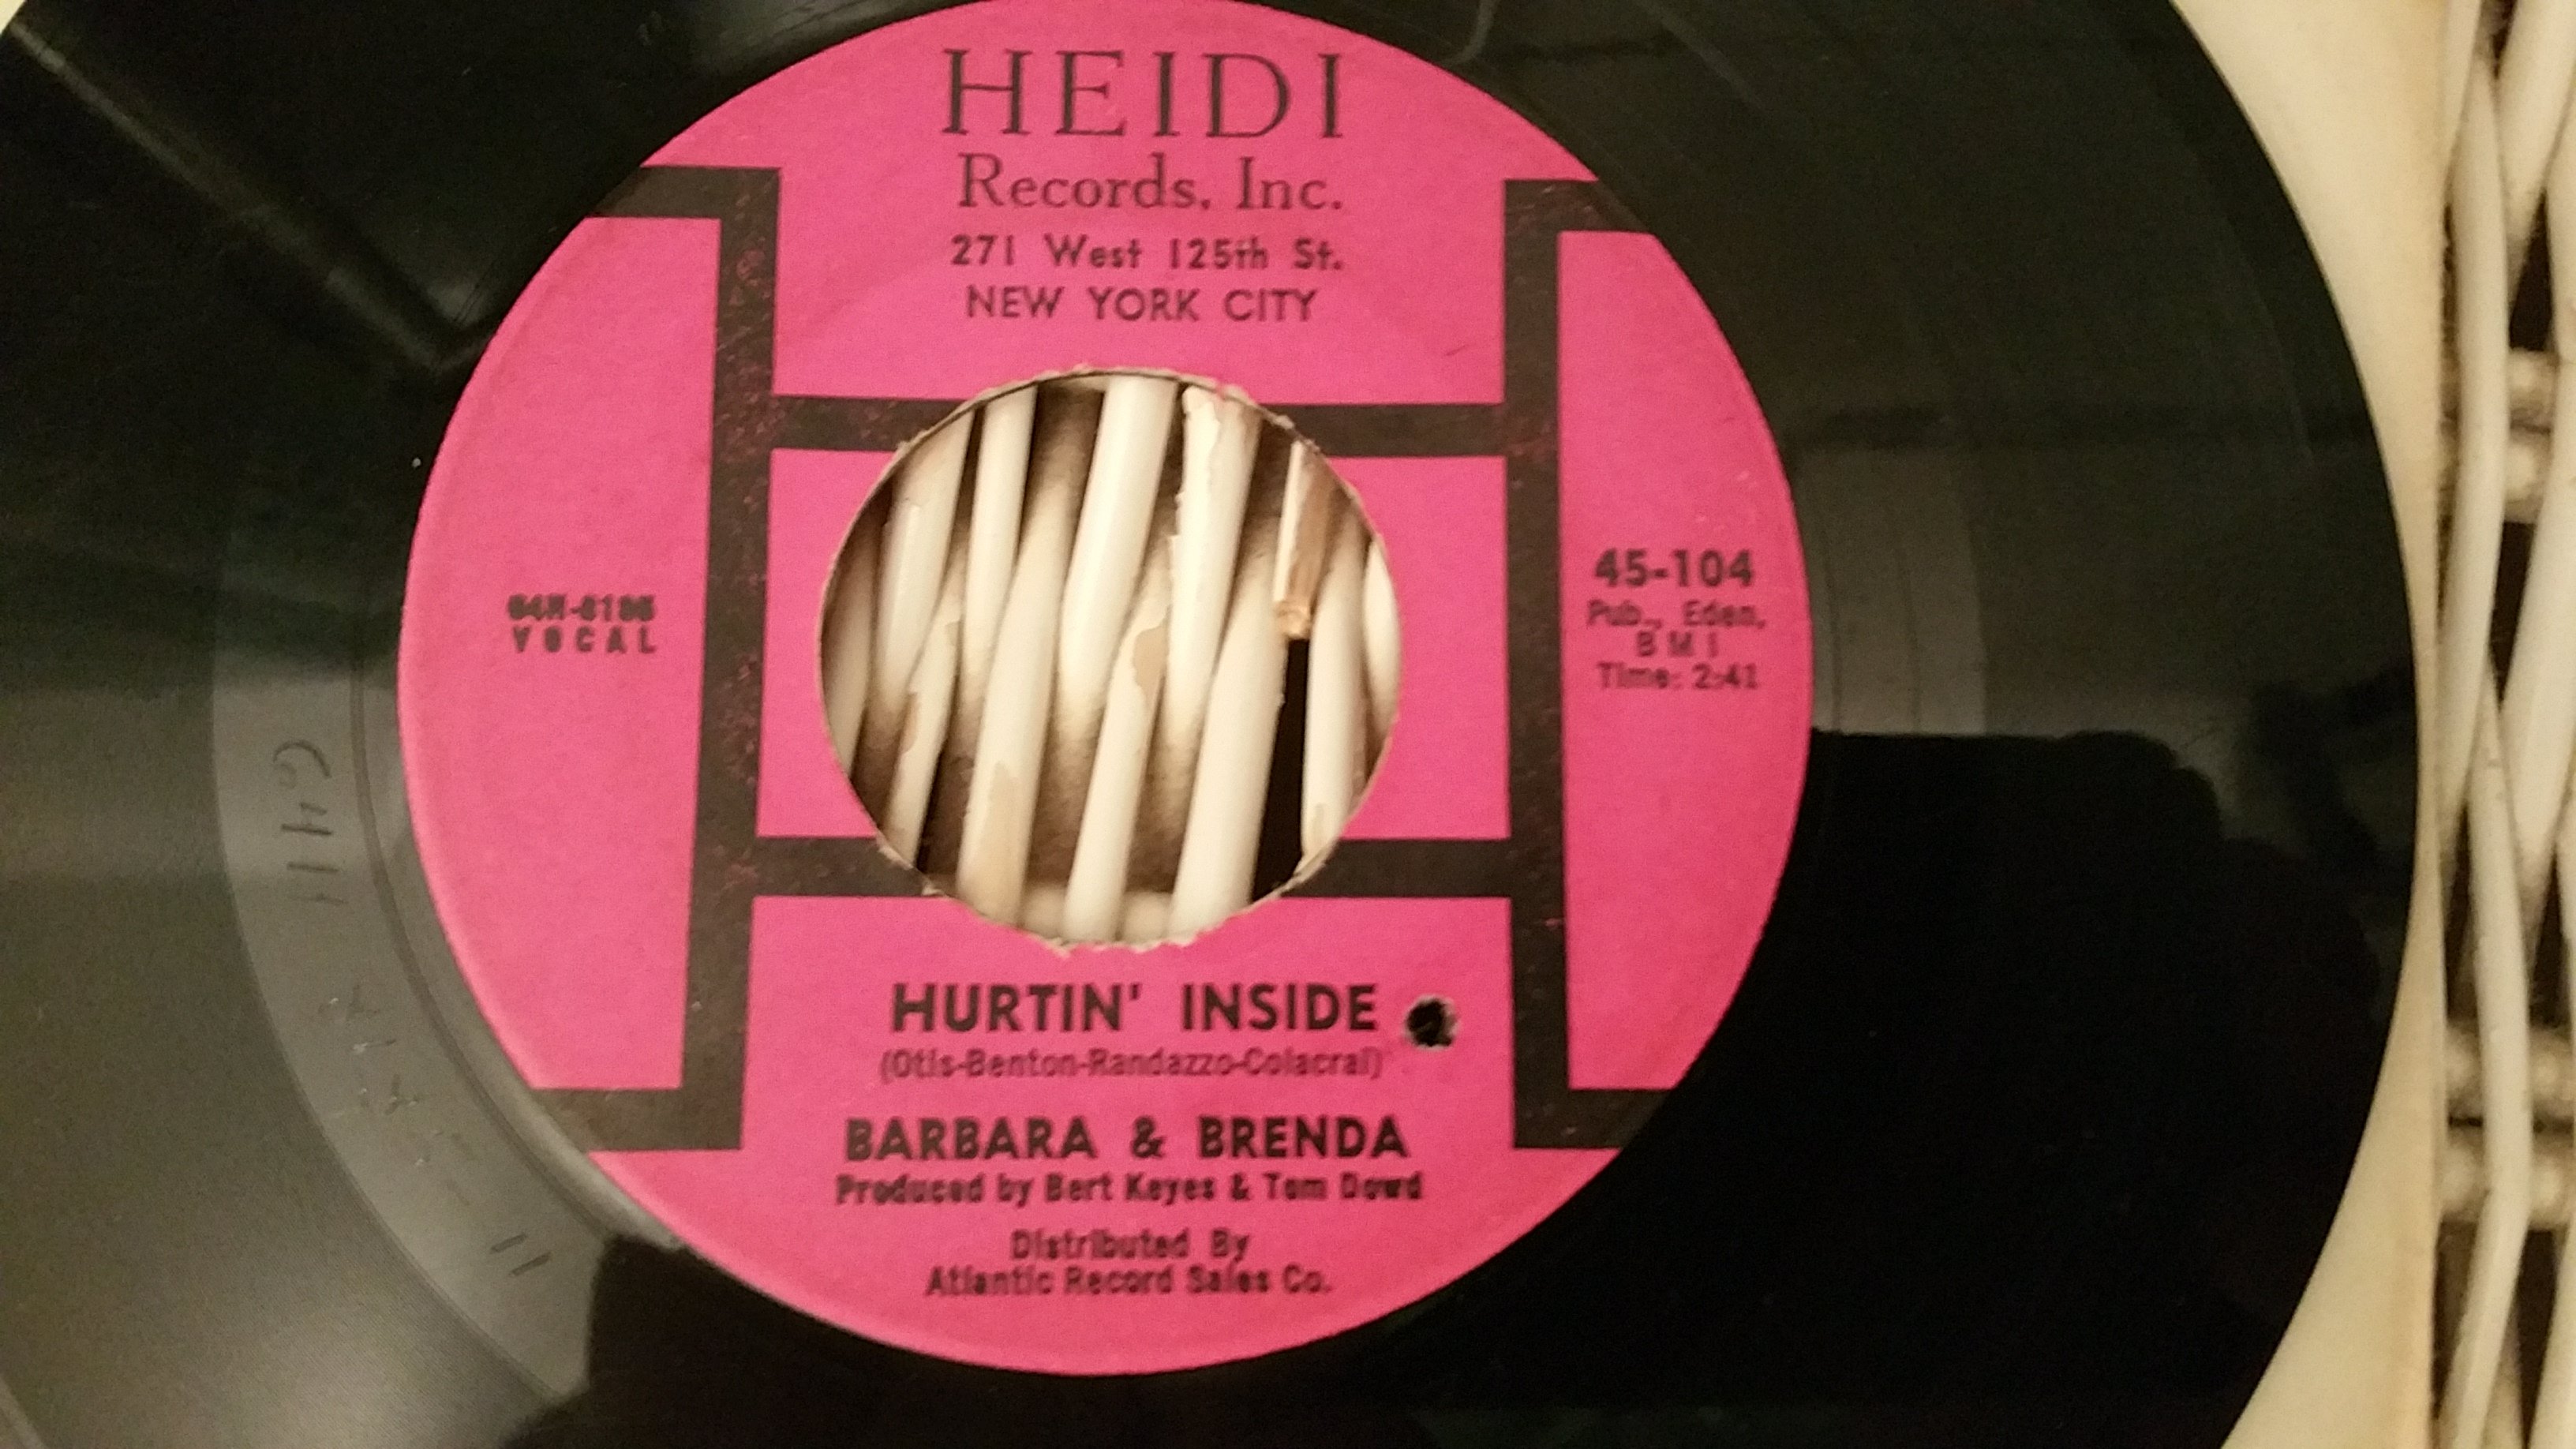 HEIDI
Records, Inc.
271 West 125th St.
NEW YORK CITY
VOCAL
45-104
Pub., Eden,
BMI
Time: 2:41
HURTIN' INSIDE
(Otis-Benton-Randazzo-Colacrai)
BARBARA & BRENDA
Produced by Bert Keyes & Tom Dowd
Distributed By
Atlantic Record Sales Co.